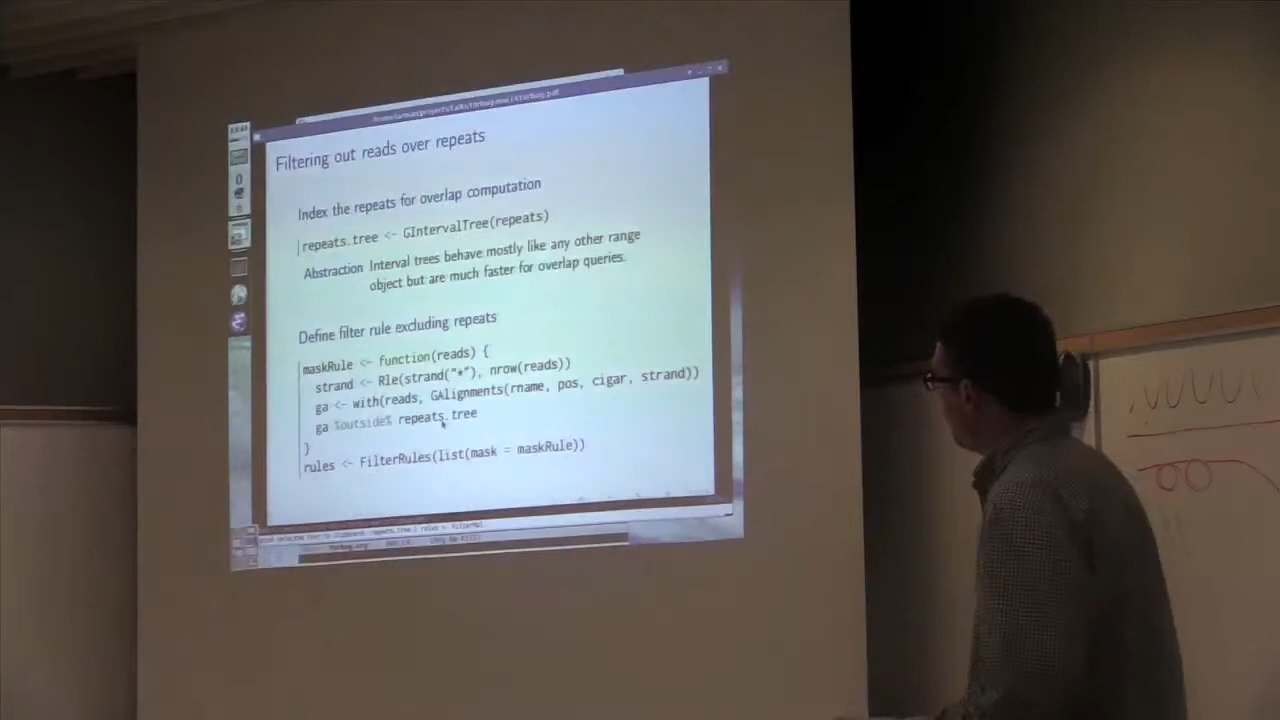 Filtering out reads over repeats
Index the repeats for overlap computation
repeats.tree <- GIntervalTree(repeats)
Abstraction Interval trees behave mostly like any other range
object but are much faster for overlap queries.
Define filter rule excluding repeats
maskRule <- function(reads) {
strand <- Rle(strand("*"), nrow(reads))
ga <- with(reads, GAlignments(rname, pos, cigar, strand))
ga %outside% repeats.tree
}
rules <- FilterRules(list(mask = maskRule))